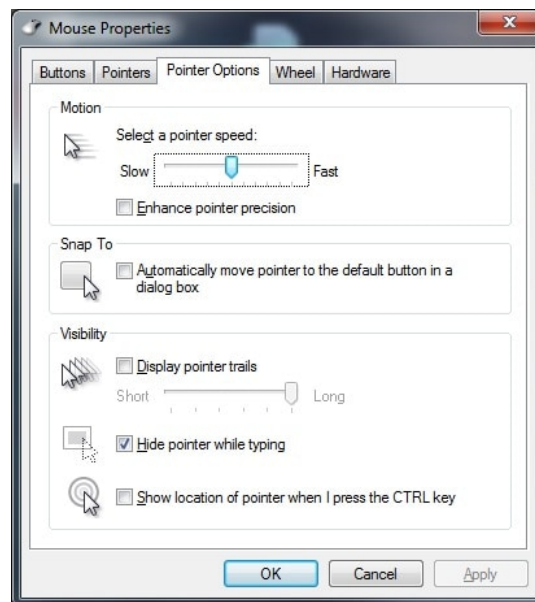 Mouse Properties
Buttons Pointers Pointer Options Wheel Hardware
Motion
Select a pointer speed:
Slow Fast
Enhance pointer precision
Snap To
Automatically move pointer to the default button in a
dialog box
Visibility
Display pointer trails
Short Long
Hide pointer while typing
Show location of pointer when I press the CTRL key
OK Cancel Apply